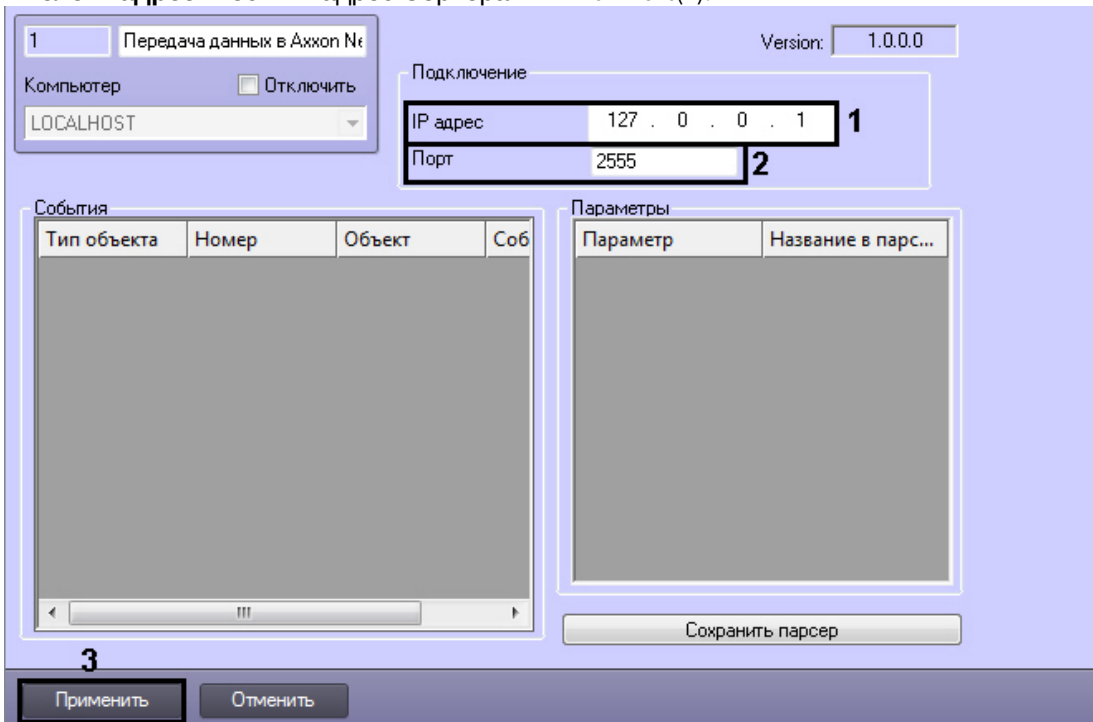 1 Передача данных в Axxon Ne
Version: 1.0.0.0
Компьютер Отключить
LOCALHOST
Подключение
IP адрес 127 . 0 . 0 . 1 1
Порт 2555 2
События
Тип объекта Номер Объект Соб
Параметры
Параметр Название в парс...
Сохранить парсер
3
Применить Отменить